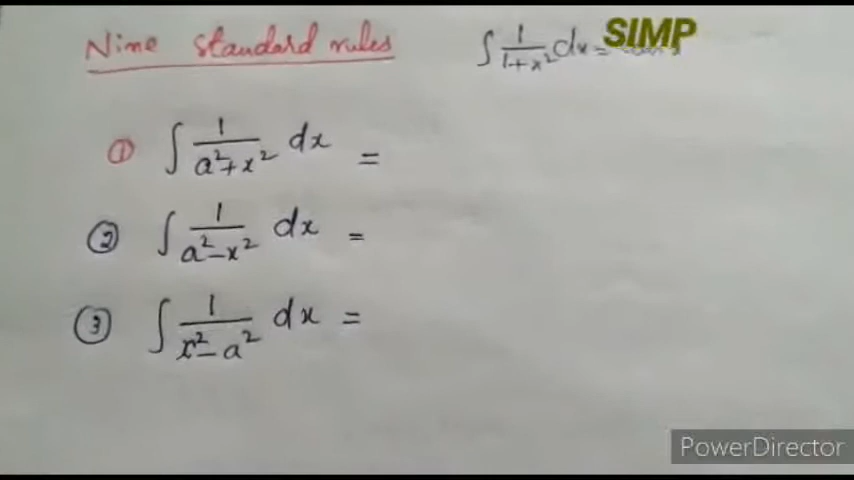 Nine standard rules
∫ 1/(1+x²) dx =
SIMP
① ∫ 1/(a²+x²) dx =
② ∫ 1/(a²-x²) dx =
③ ∫ 1/(x²-a²) dx =
PowerDirector